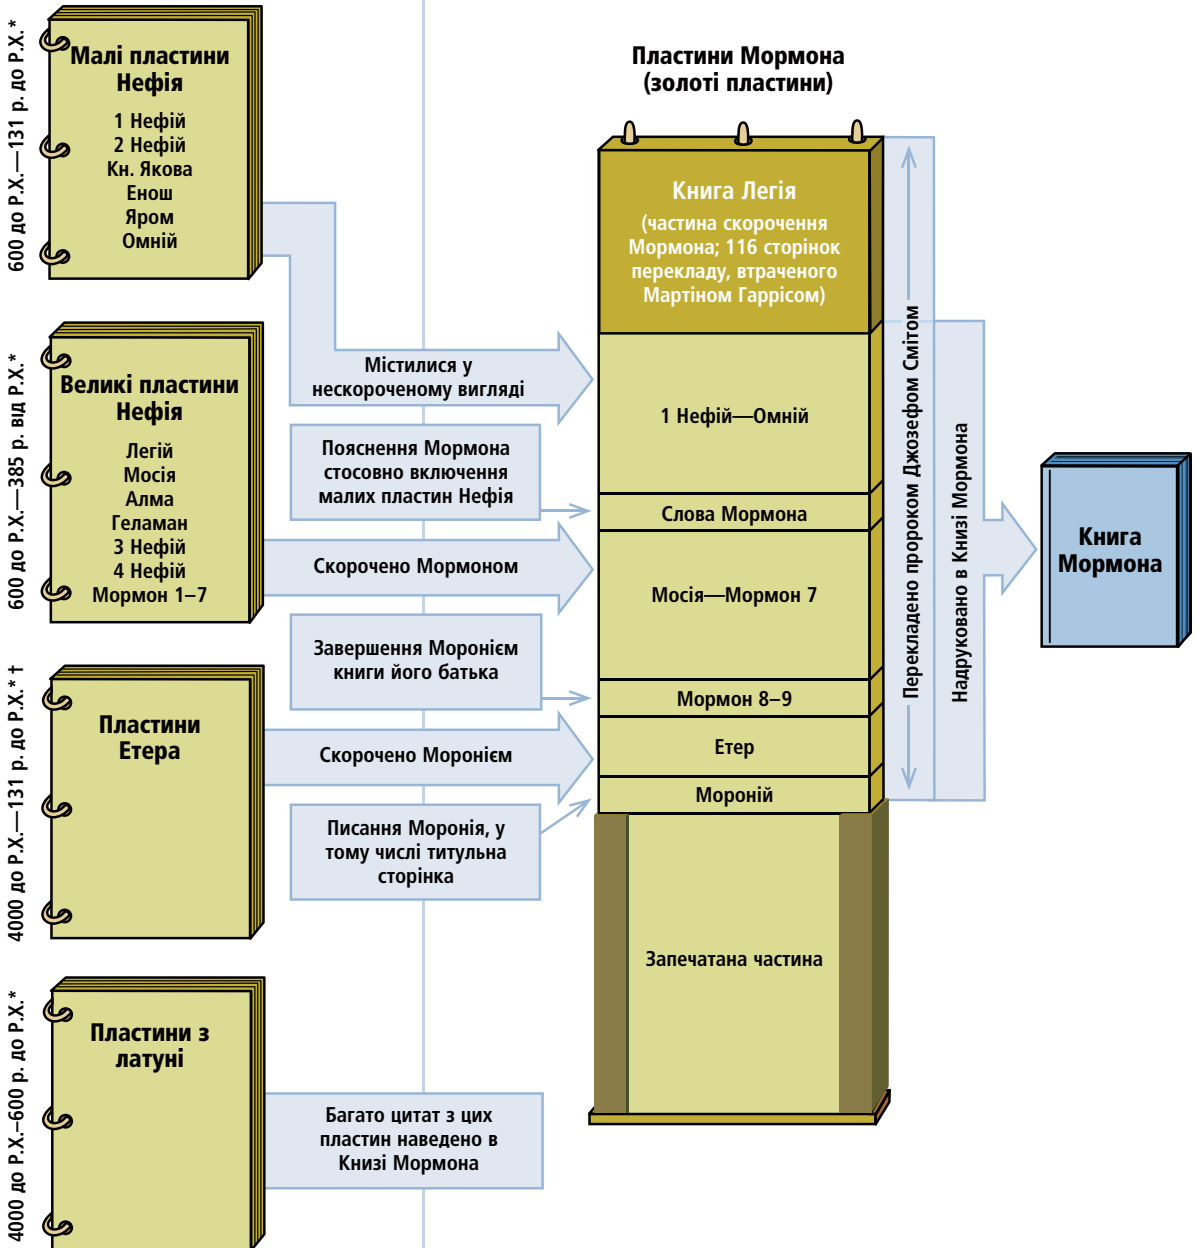 600 до Р.Х.—131 р. до Р.Х.*
Малі пластини
Нефія
1 Нефій
2 Нефій
Кн. Якова
Енош
Яром
Омній
600 до Р.Х.—385 р. від Р.Х.*
Великі пластини
Нефія
Легій
Мосія
Алма
Геламан
3 Нефій
4 Нефій
Мормон 1–7
4000 до Р.Х.—131 р. до Р.Х.* †
Пластини
Етера
4000 до Р.Х.–600 р. до Р.Х.*
Пластини з
латуні
Містилися у
нескороченому вигляді
Пояснення Мормона
стосовно включення
малих пластин Нефія
Скорочено Мормоном
Завершення Моронієм
книги його батька
Скорочено Моронієм
Писання Моронія, у
тому числі титульна
сторінка
Багато цитат з цих
пластин наведено в
Книзі Мормона
Пластини Мормона
(золоті пластини)
Книга Легія
(частина скорочення
Мормона; 116 сторінок
перекладу, втраченого
Мартіном Гаррісом)
1 Нефій—Омній
Слова Мормона
Мосія—Мормон 7
Мормон 8–9
Етер
Мороній
Запечатана частина
Перекладено пророком Джозефом Смітом
Надруковано в Книзі Мормона
Книга
Мормона